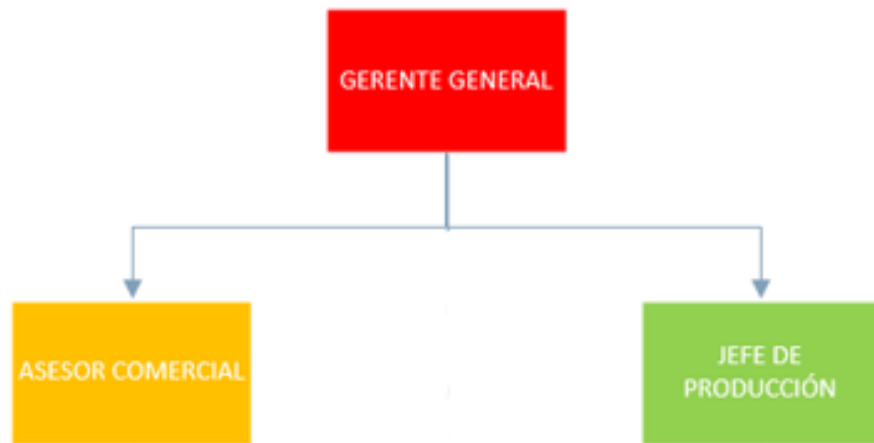 GERENTE GENERAL
ASESOR COMERCIAL
JEFE DE
PRODUCCIÓN